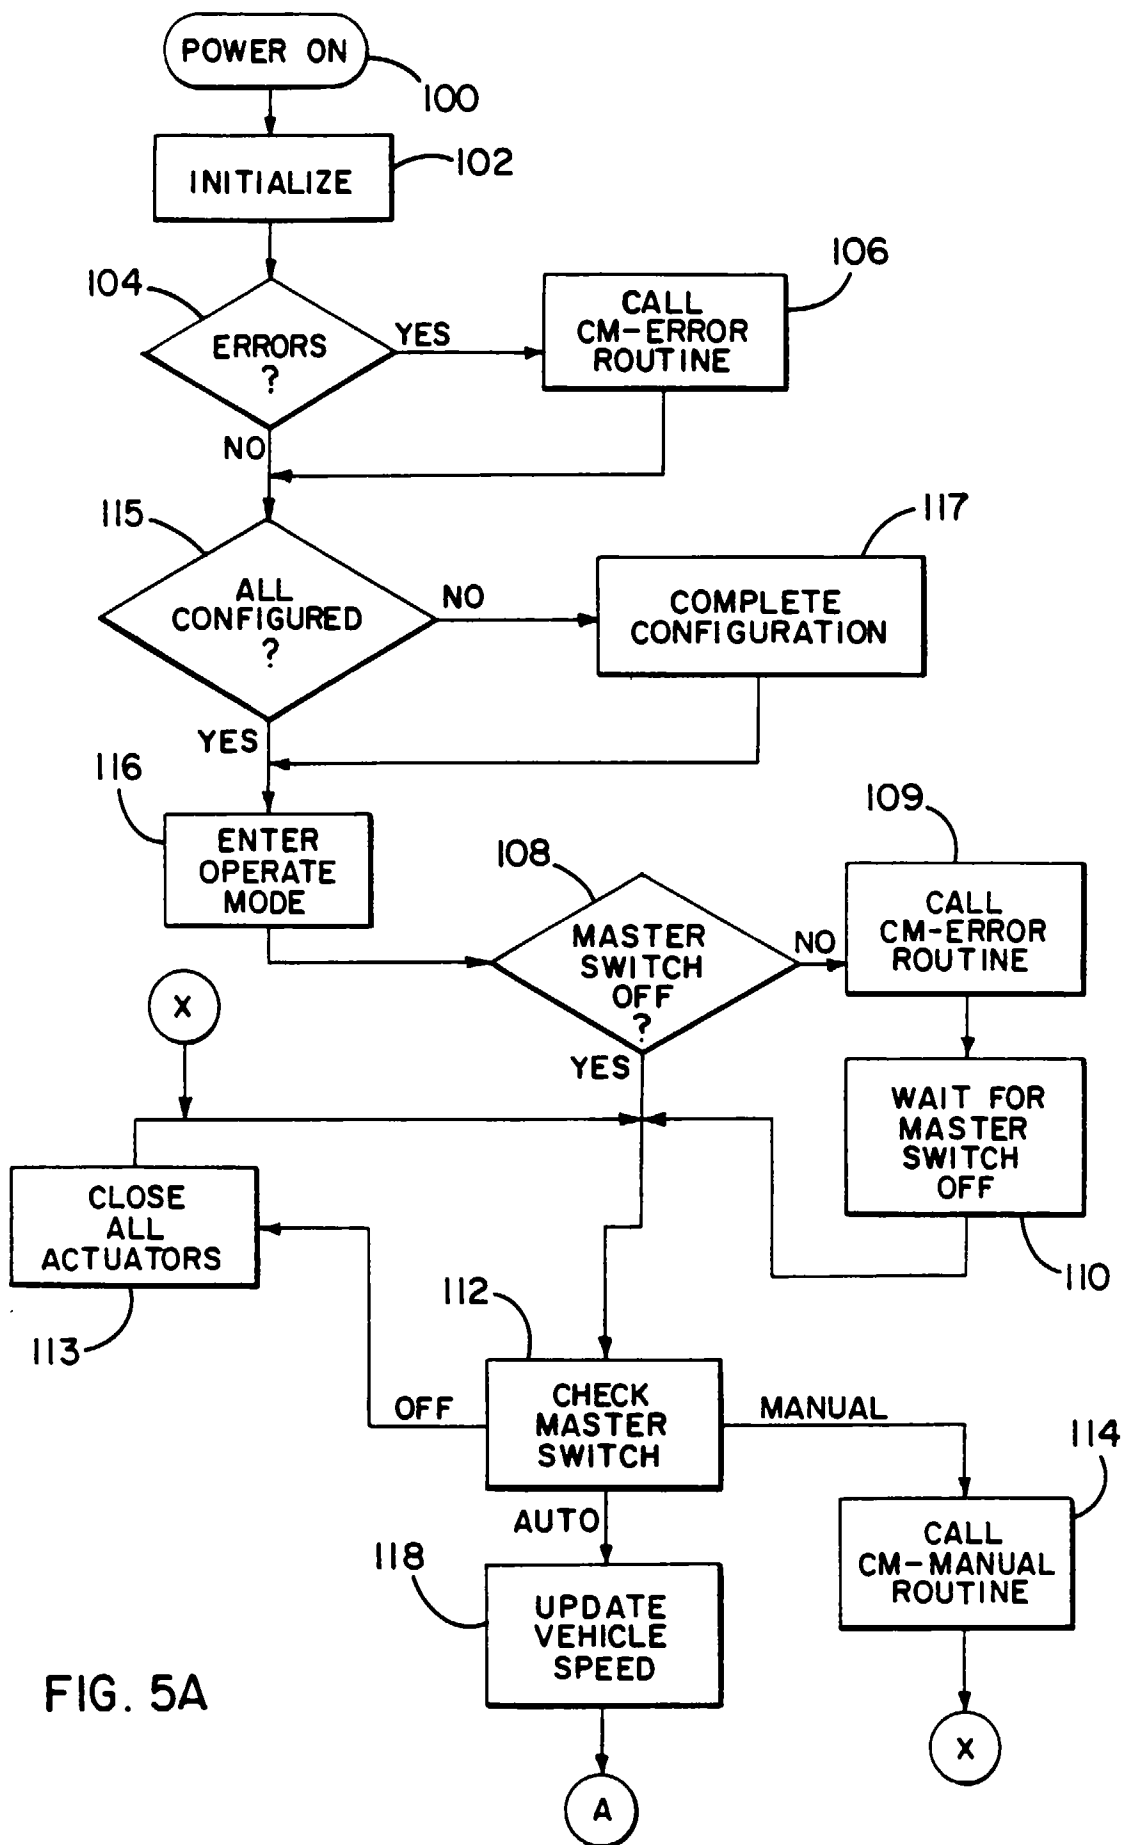 POWER ON
100
INITIALIZE
102
104
ERRORS
?
YES
NO
106
CALL
CM-ERROR
ROUTINE
115
ALL
CONFIGURED
?
NO
YES
117
COMPLETE
CONFIGURATION
116
ENTER
OPERATE
MODE
108
MASTER
SWITCH
OFF
?
NO
YES
109
CALL
CM-ERROR
ROUTINE
WAIT FOR
MASTER
SWITCH
OFF
110
X
CLOSE
ALL
ACTUATORS
113
112
CHECK
MASTER
SWITCH
OFF
MANUAL
AUTO
114
CALL
CM-MANUAL
ROUTINE
X
118
UPDATE
VEHICLE
SPEED
A
FIG. 5A